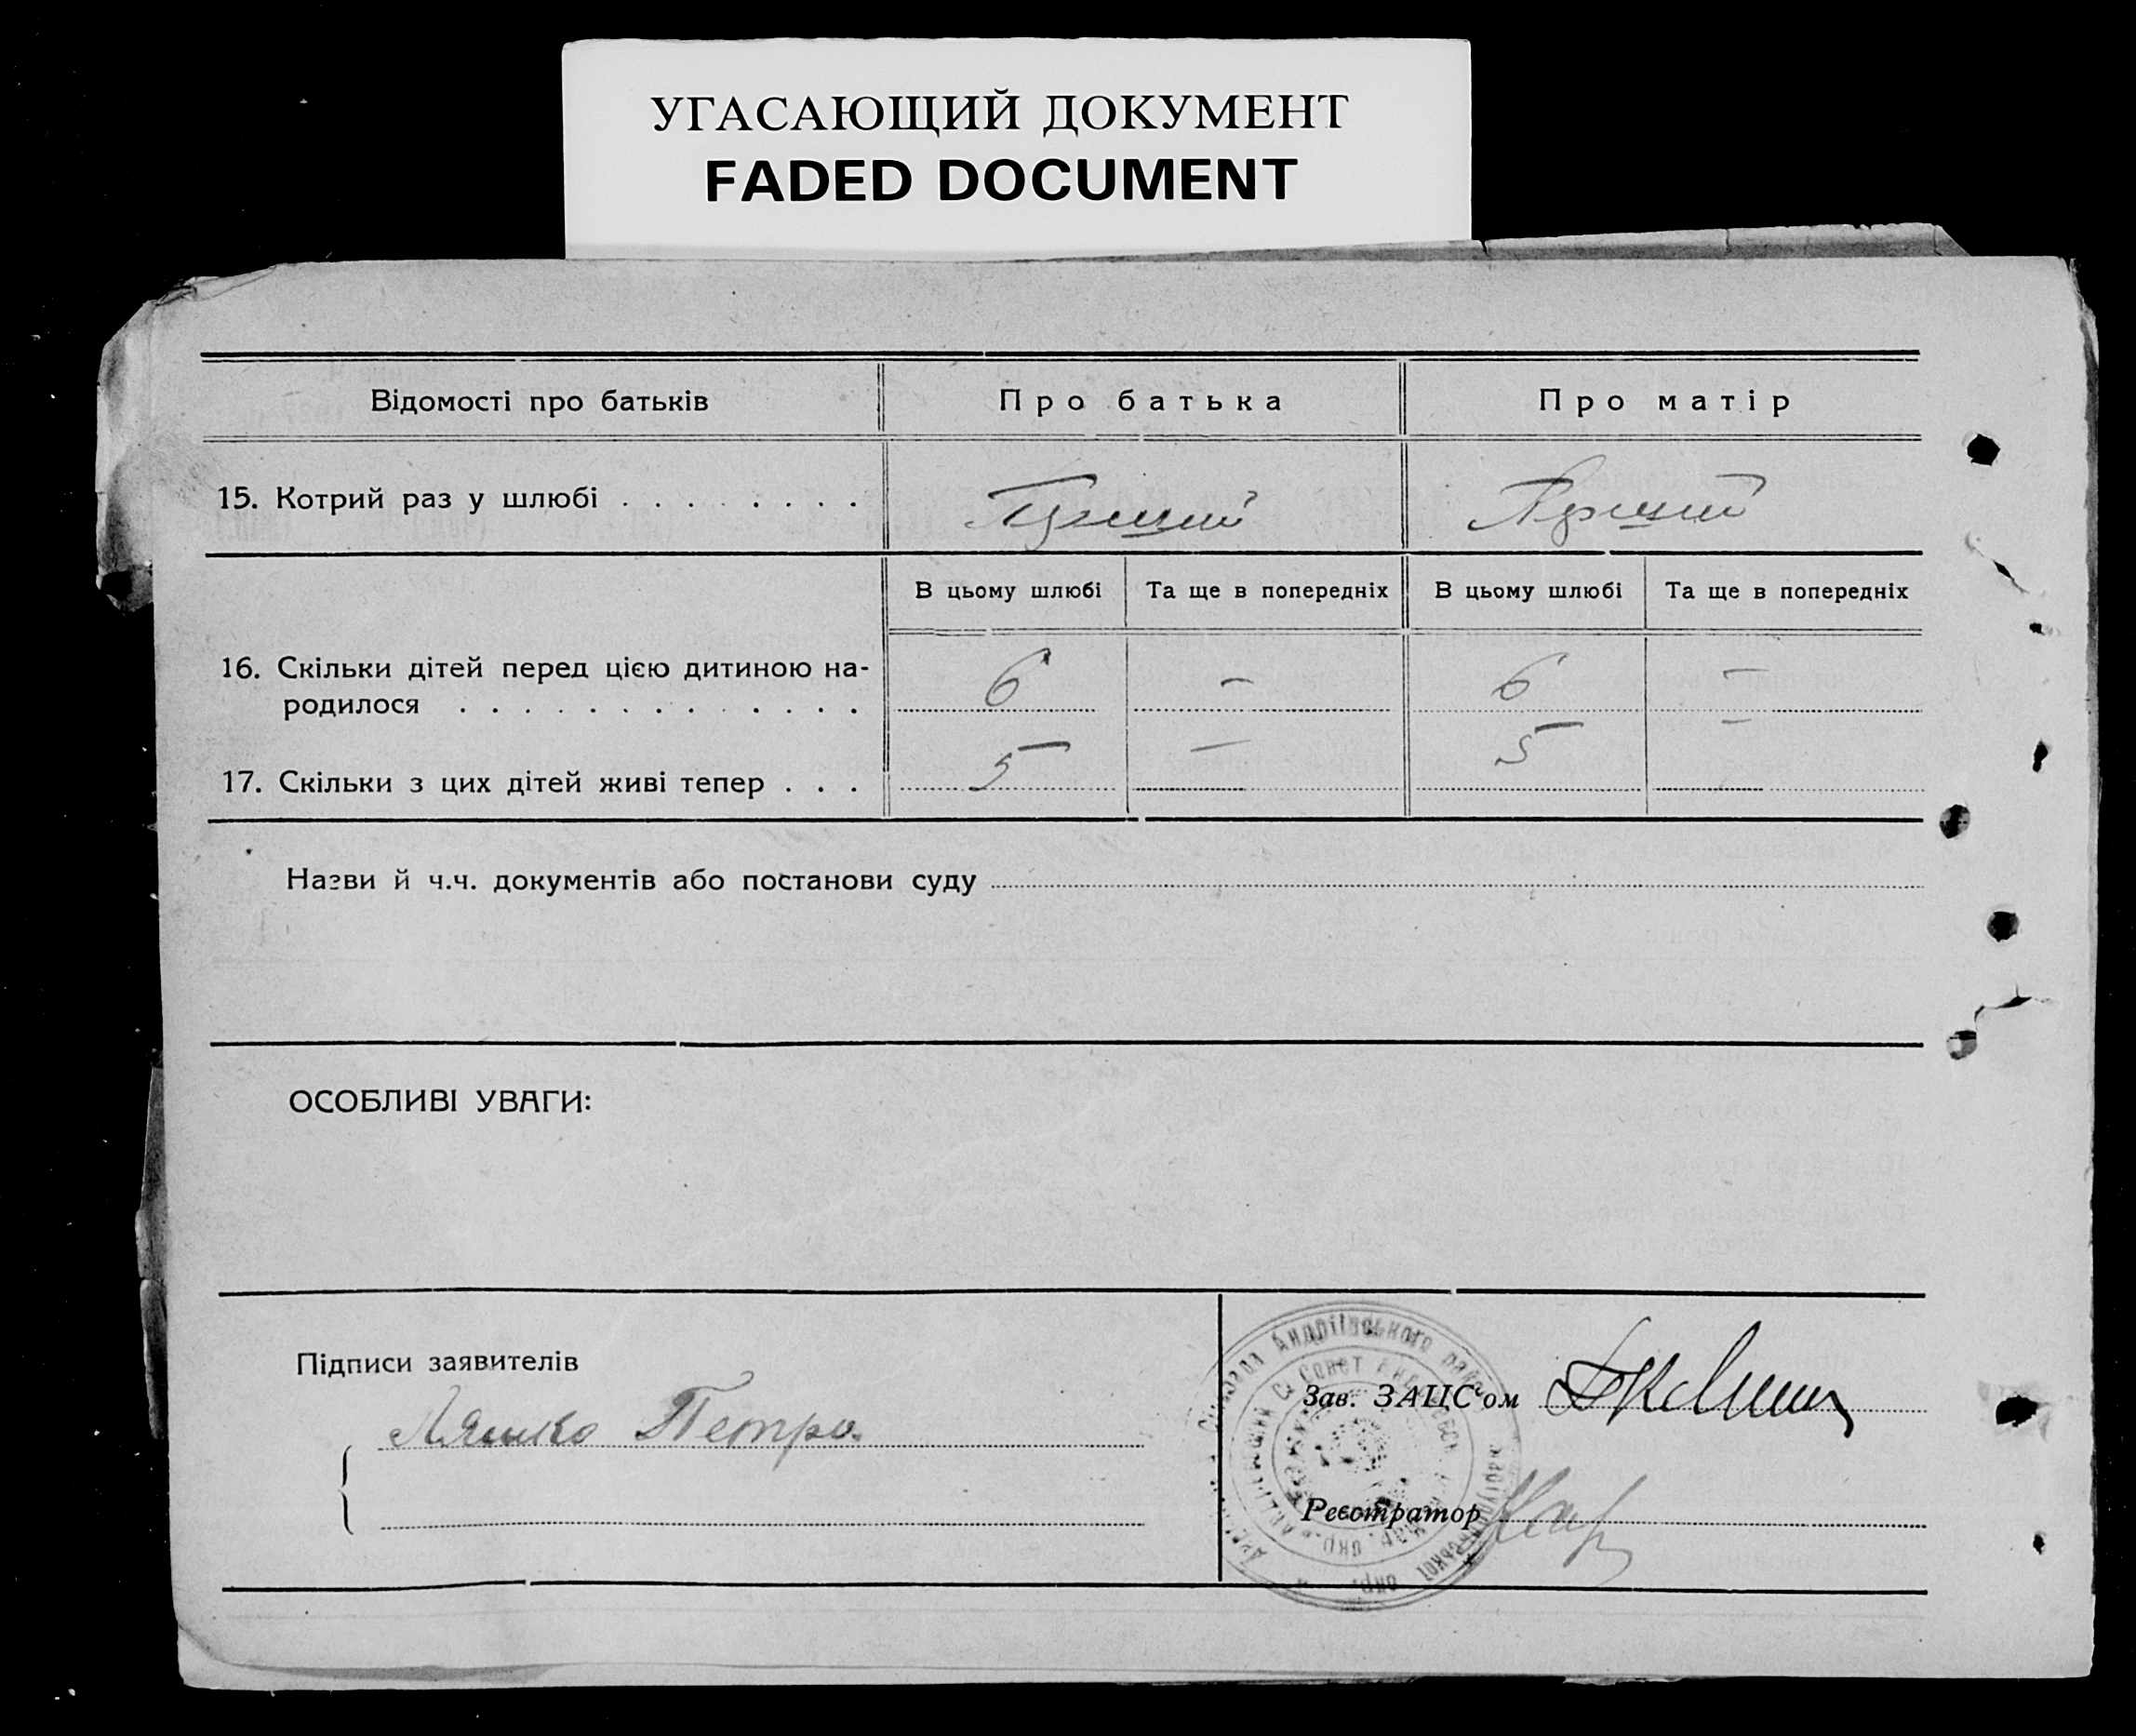 УГАСАЮЩИЙ ДОКУМЕНТ
FADED DOCUMENT
Відомості про батьків
Про батька
Про матір
15. Котрий раз у шлюбі . . . . . . . .
В цьому шлюбі
Та ще в попередніх
В цьому шлюбі
Та ще в попередніх
16. Скільки дітей перед цією дитиною на-
родилося . . . . . . . . . . . . .
6 – 6 –
17. Скільки з цих дітей живі тепер . . .
5 – 5 –
Назви й ч.ч. документів або постанови суду
ОСОБЛИВІ УВАГИ:
Підписи заявителів
Ляшко Петро.
Андріївського
Совет
окр.
Зав. ЗАЦС'ом
Реєстратор